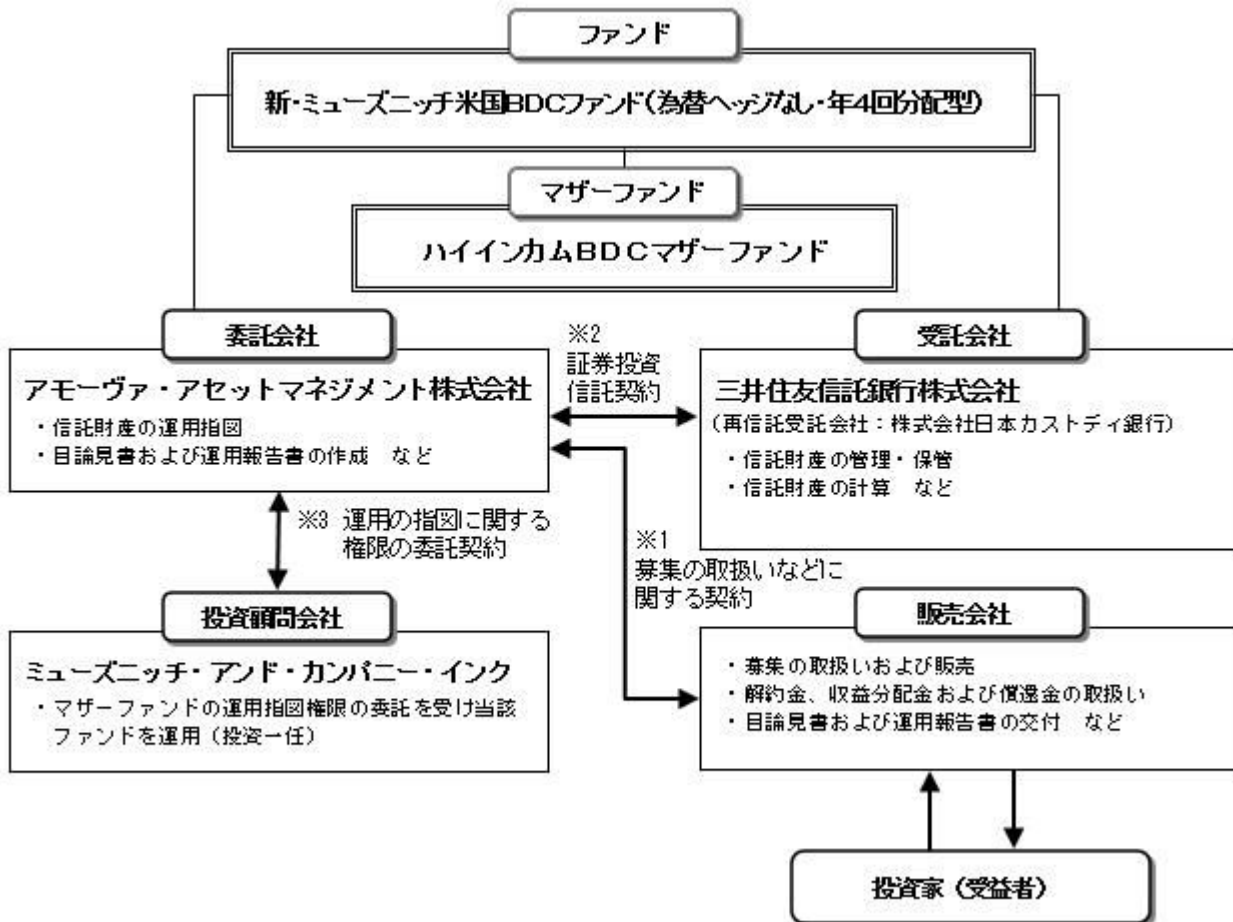 ファンド
新・ミューズニッチ米国BDCファンド(為替ヘッジなし・年4回分配型)
マザーファンド
ハイインカムBDCマザーファンド
委託会社
アモーヴァ・アセットマネジメント株式会社
・信託財産の運用指図
・目論見書および運用報告書の作成 など
※2
証券投資
信託契約
受託会社
三井住友信託銀行株式会社
(再信託受託会社:株式会社日本カストディ銀行)
・信託財産の管理・保管
・信託財産の計算 など
※3 運用の指図に関する
権限の委託契約
※1
募集の取扱いなどに
関する契約
投資顧問会社
ミューズニッチ・アンド・カンパニー・インク
・マザーファンドの運用指図権限の委託を受け当該
ファンドを運用(投資一任)
販売会社
・募集の取扱いおよび販売
・解約金、収益分配金および償還金の取扱い
・目論見書および運用報告書の交付 など
投資家(受益者)